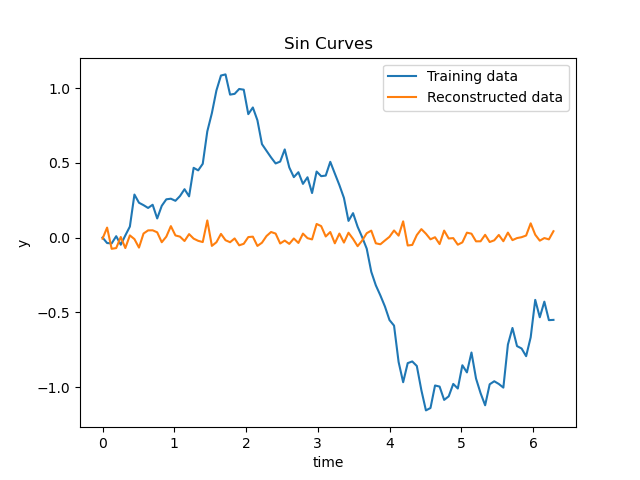 Sin Curves
Training data
Reconstructed data
1.0
0.5
0.0
−0.5
−1.0
y
0 1 2 3 4 5 6
time